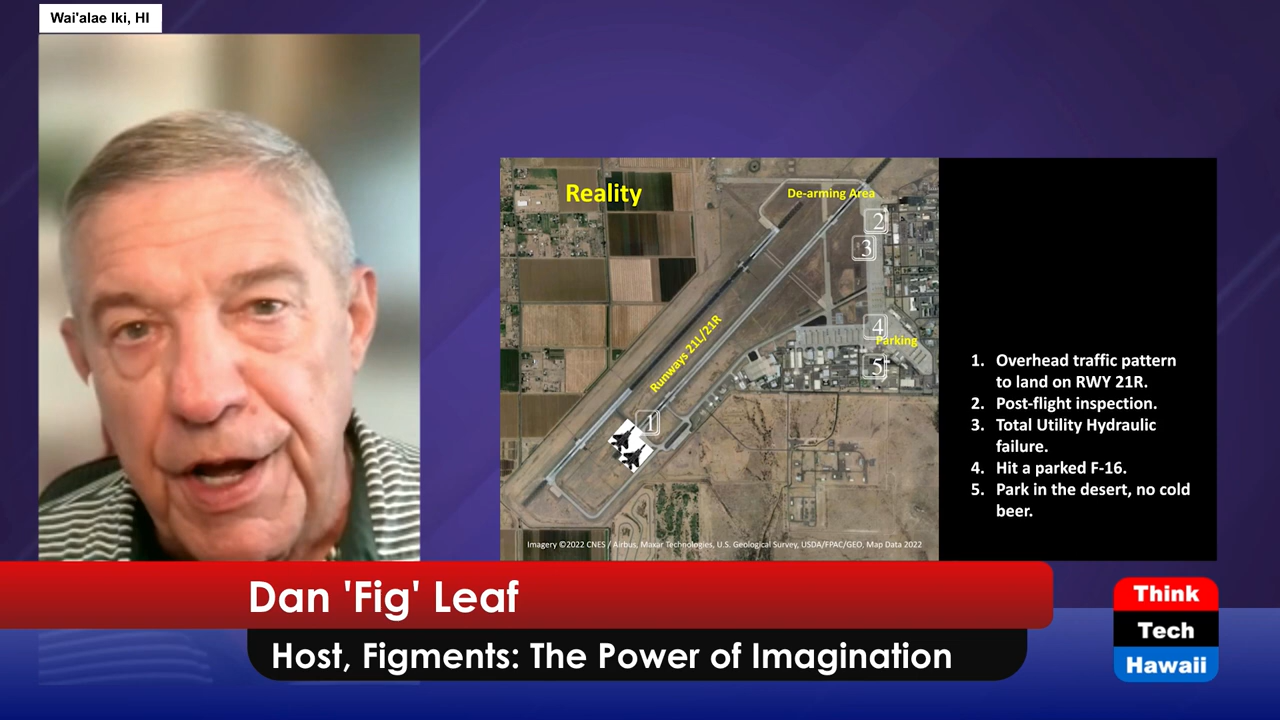 Wai'alae Iki, HI
Reality
De-arming Area
2
3
Runways 21L/21R
4
Parking
5
1
Imagery ©2022 CNES / Airbus, Maxar Technologies, U.S. Geological Survey, USDA/FPAC/GEO, Map Data 2022
1. Overhead traffic pattern
to land on RWY 21R.
2. Post-flight inspection.
3. Total Utility Hydraulic
failure.
4. Hit a parked F-16.
5. Park in the desert, no cold
beer.
Dan 'Fig' Leaf
Host, Figments: The Power of Imagination
Think
Tech
Hawaii